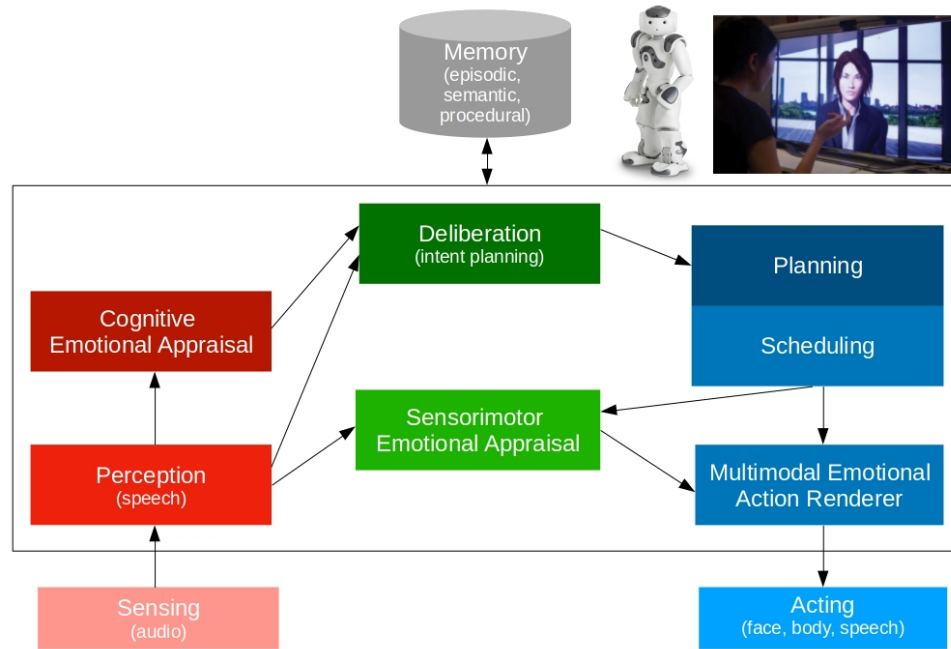 Memory
(episodic,
semantic,
procedural)
Deliberation
(intent planning)
Planning
Cognitive
Emotional Appraisal
Scheduling
Sensorimotor
Emotional Appraisal
Perception
(speech)
Multimodal Emotional
Action Renderer
Sensing
(audio)
Acting
(face, body, speech)